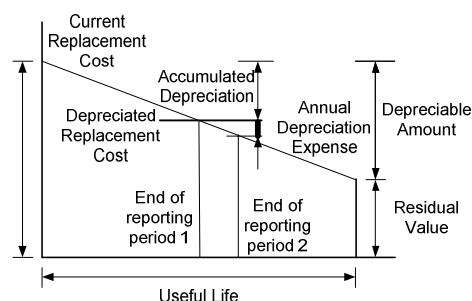 Current
Replacement
Cost
Accumulated
Depreciation
Depreciated
Replacement
Cost
Annual
Depreciation
Expense
Depreciable
Amount
End of
reporting
period 1
End of
reporting
period 2
Residual
Value
Useful Life